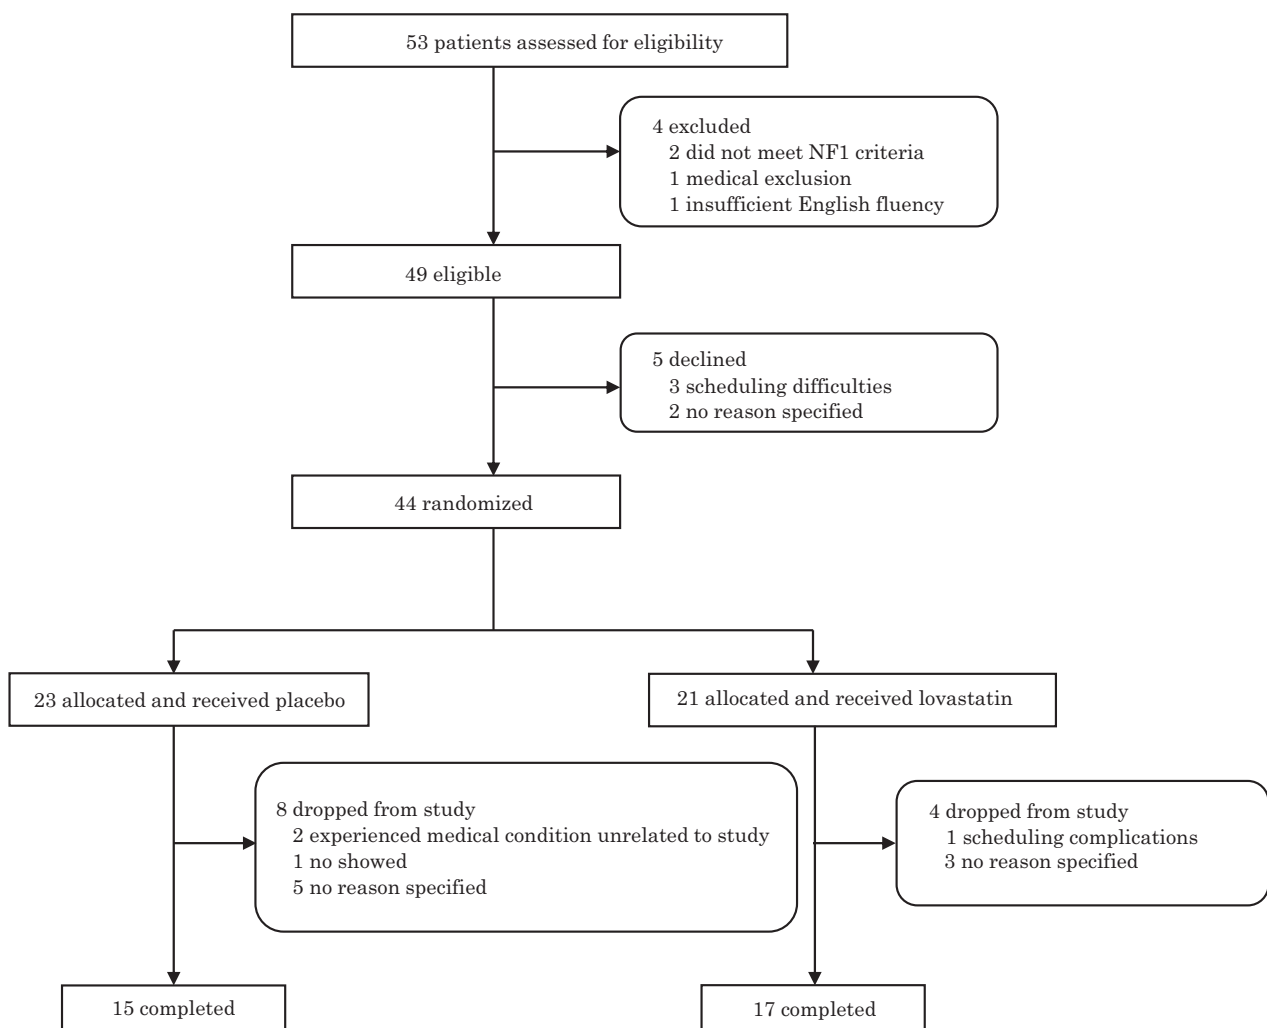 53 patients assessed for eligibility
4 excluded
2 did not meet NF1 criteria
1 medical exclusion
1 insufficient English fluency
49 eligible
5 declined
3 scheduling difficulties
2 no reason specified
44 randomized
23 allocated and received placebo
21 allocated and received lovastatin
8 dropped from study
2 experienced medical condition unrelated to study
1 no showed
5 no reason specified
4 dropped from study
1 scheduling complications
3 no reason specified
15 completed
17 completed